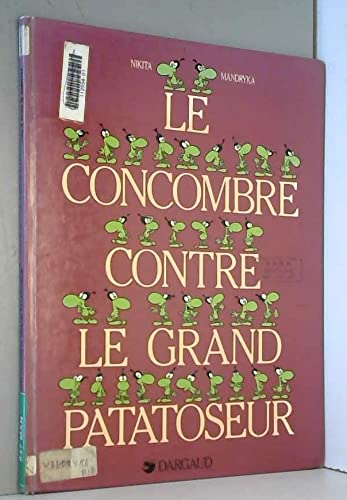 NIKITA MANDRYKA
LE
CONCOMBRE
CONTRE
LE GRAND
PATATOSEUR
DARGAUD